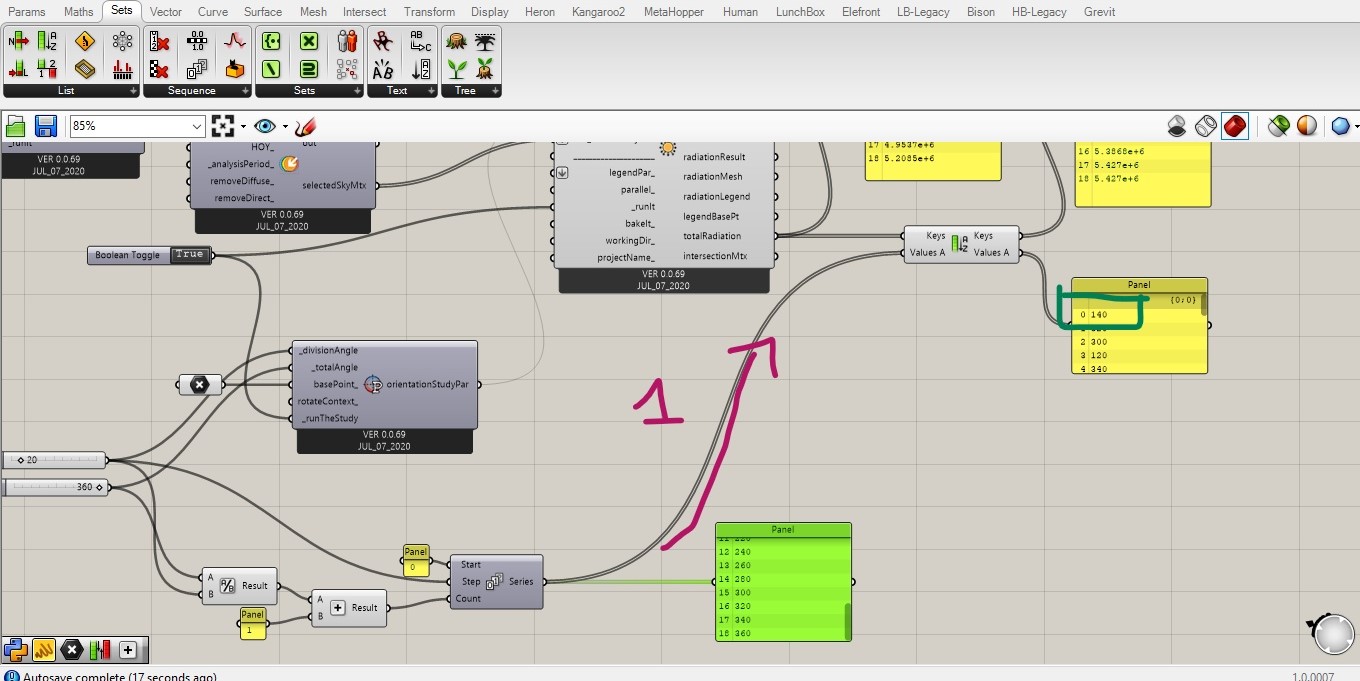 Params Maths Sets Vector Curve Surface Mesh Intersect Transform Display Heron Kangaroo2 MetaHopper Human LunchBox Elefront LB-Legacy Bison HB-Legacy Grevit
List Sequence Sets Text Tree
85%
VER 0.0.69
JUL_07_2020
HOY_
_analysisPeriod_
removeDiffuse_
removeDirect_
out
selectedSkyMtx
VER 0.0.69
JUL_07_2020
Boolean Toggle True
legendPar_
parallel_
_runIt
bakeIt_
workingDir_
projectName_
radiationResult
radiationMesh
radiationLegend
legendBasePt
totalRadiation
intersectionMtx
VER 0.0.69
JUL_07_2020
17 4.9537e+6
18 5.2085e+6
16 5.3868e+6
17 5.427e+6
18 5.427e+6
Keys Keys
Values A Values A
Panel
{0;0}
0 140
2 300
3 120
4 340
_divisionAngle
_totalAngle
basePoint_
rotateContext_
_runTheStudy
orientationStudyPar
VER 0.0.69
JUL_07_2020
20
360
1
A
B
A/B
Result
Panel
1
A
B
+
Result
Panel
0
Start
Step
Count
Series
Panel
12 240
13 260
14 280
15 300
16 320
17 340
18 360
Autosave complete (17 seconds ago)
1.0.0007